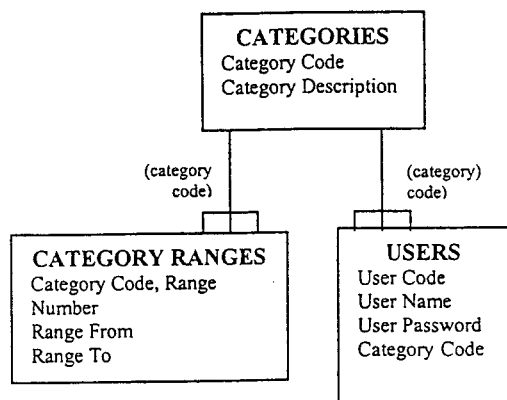 CATEGORIES
Category Code
Category Description
(category
code)
(category)
code)
CATEGORY RANGES
Category Code, Range
Number
Range From
Range To
USERS
User Code
User Name
User Password
Category Code